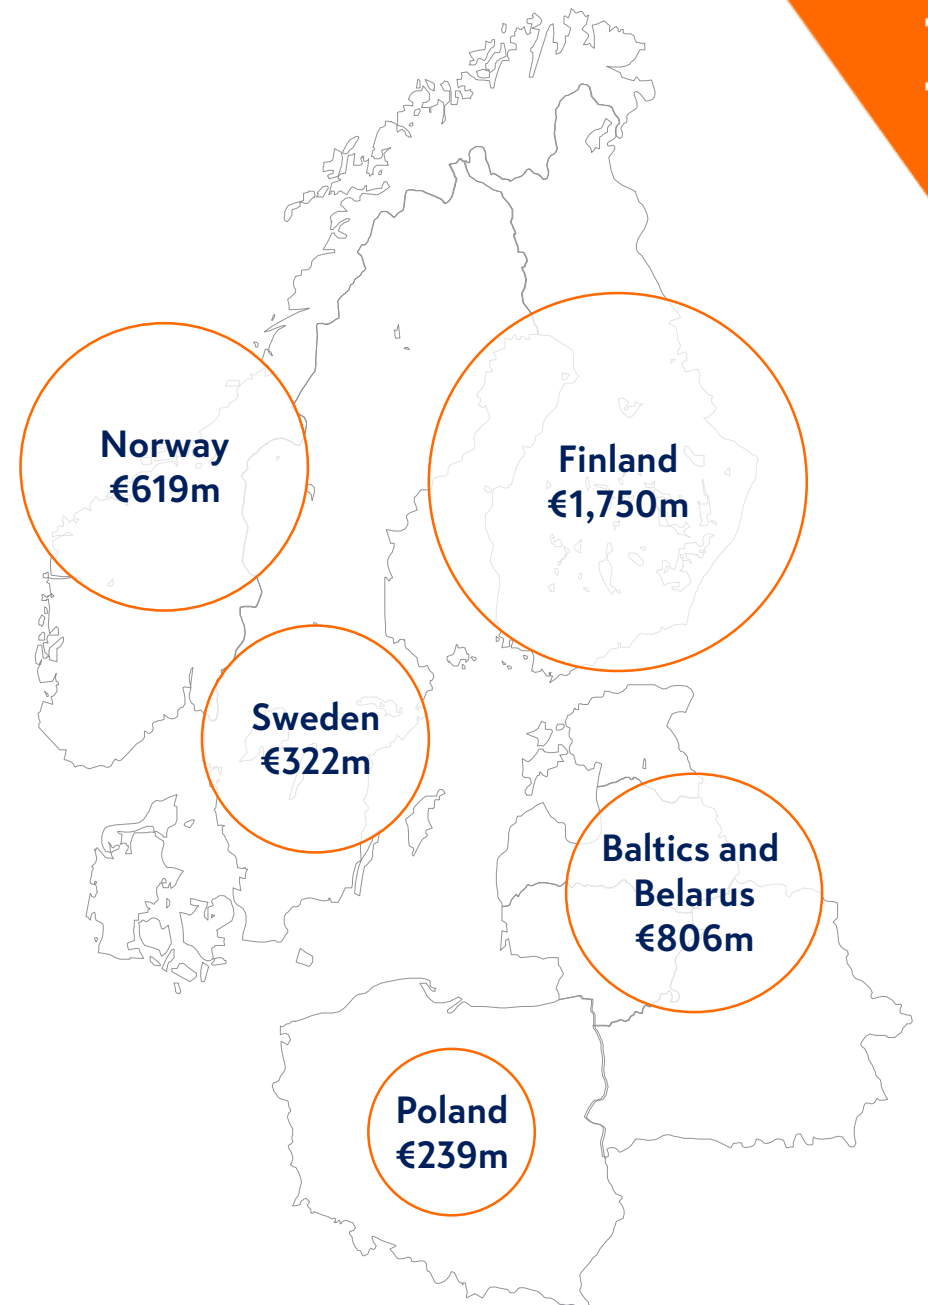 Norway
€619m
Finland
€1,750m
Sweden
€322m
Baltics and
Belarus
€806m
Poland
€239m